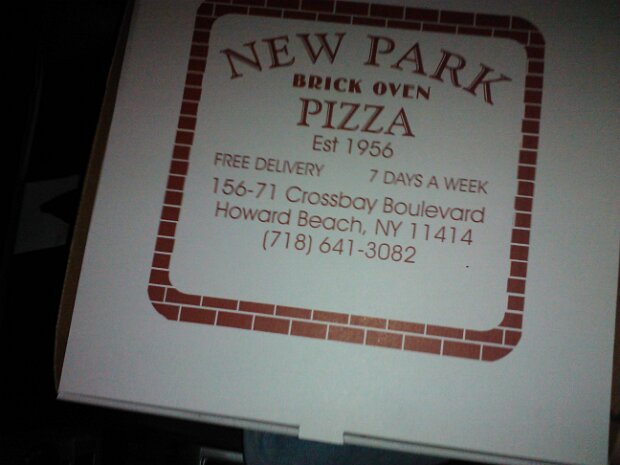 NEW PARK
BRICK OVEN
PIZZA
Est 1956
FREE DELIVERY 7 DAYS A WEEK
156-71 Crossbay Boulevard
Howard Beach, NY 11414
(718) 641-3082